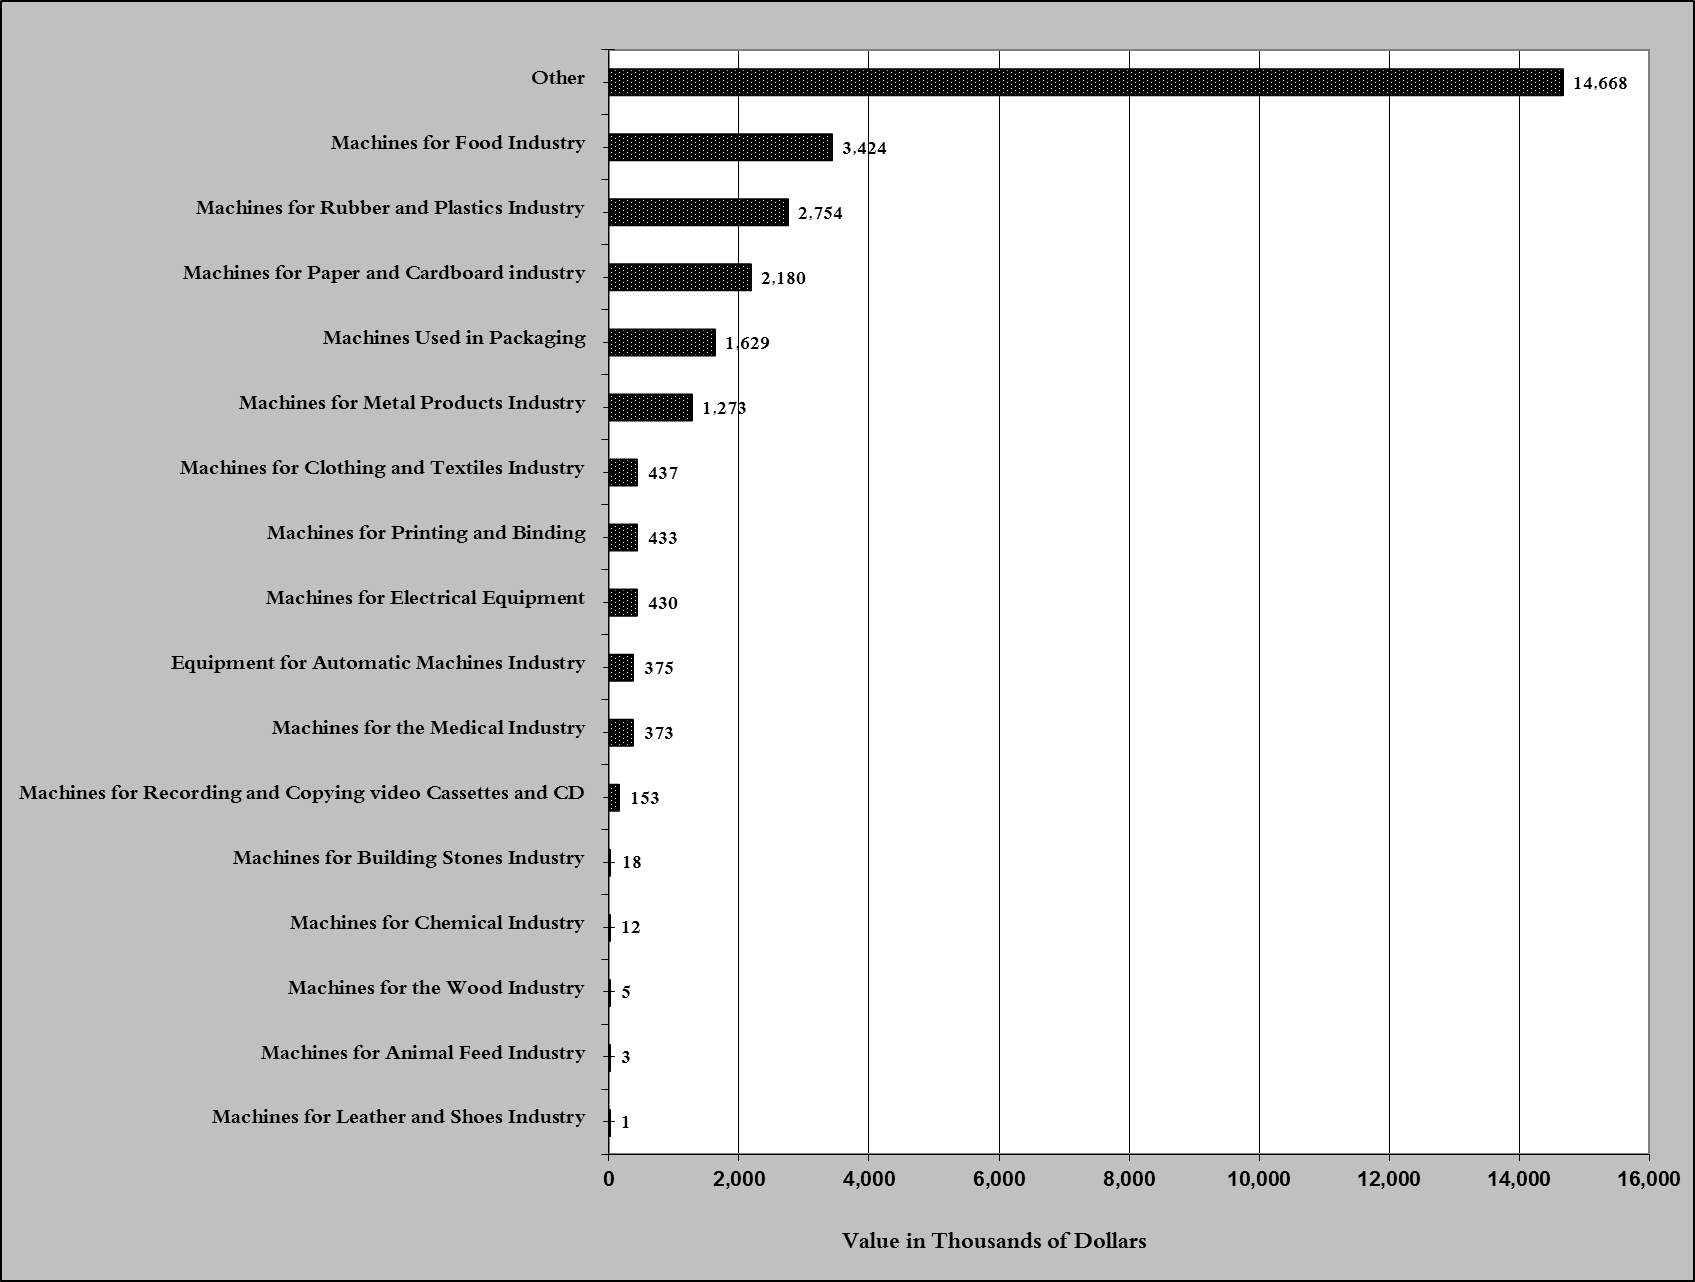 Other 14,668
Machines for Food Industry 3,424
Machines for Rubber and Plastics Industry 2,754
Machines for Paper and Cardboard industry 2,180
Machines Used in Packaging 1,629
Machines for Metal Products Industry 1,273
Machines for Clothing and Textiles Industry 437
Machines for Printing and Binding 433
Machines for Electrical Equipment 430
Equipment for Automatic Machines Industry 375
Machines for the Medical Industry 373
Machines for Recording and Copying video Cassettes and CD 153
Machines for Building Stones Industry 18
Machines for Chemical Industry 12
Machines for the Wood Industry 5
Machines for Animal Feed Industry 3
Machines for Leather and Shoes Industry 1
0 2,000 4,000 6,000 8,000 10,000 12,000 14,000 16,000
Value in Thousands of Dollars